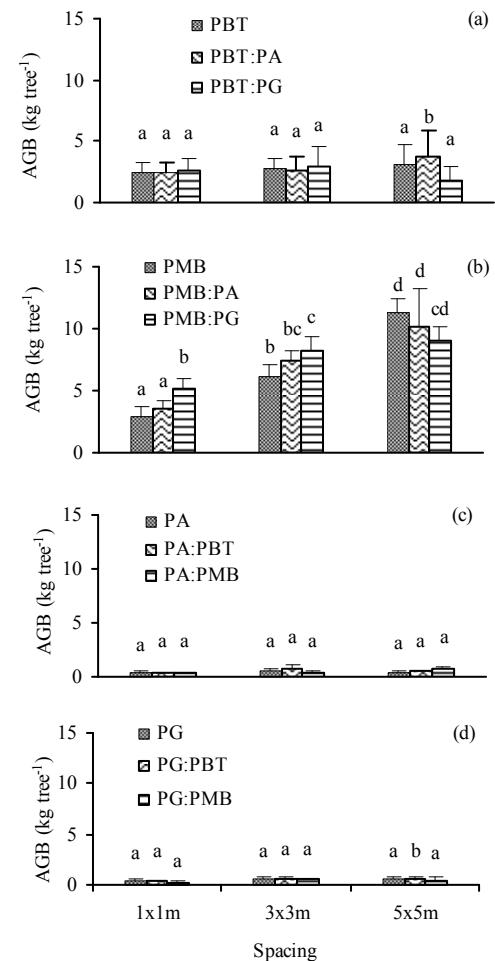 (a)
15
PBT
PBT:PA
PBT:PG
10
AGB (kg tree-1)
5
0
a a a
a a a
a b a
(b)
15
PMB
PMB:PA
PMB:PG
10
AGB (kg tree-1)
5
0
a a b
b bc c
d d cd
(c)
15
PA
PA:PBT
PA:PMB
10
AGB (kg tree-1)
5
0
a a a
a a a
a a a
(d)
15
PG
PG:PBT
PG:PMB
10
AGB (kg tree-1)
5
0
a a a
a a a
a b a
1x1m 3x3m 5x5m
Spacing